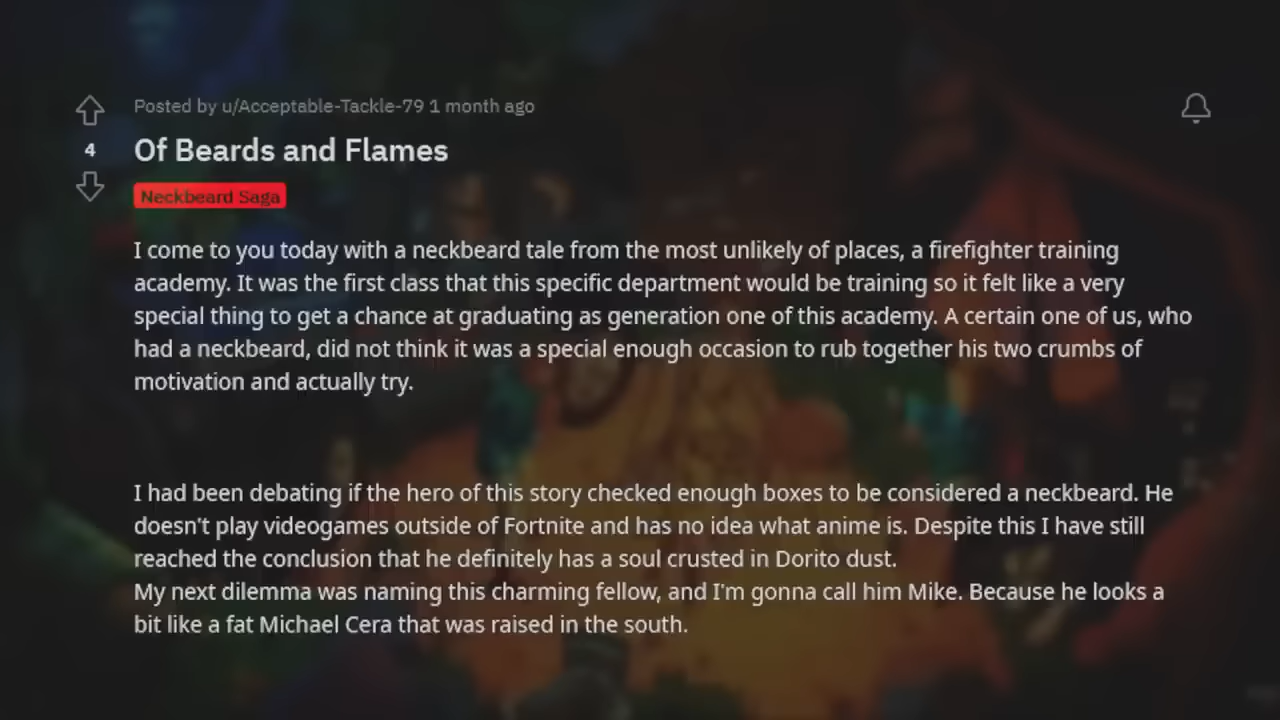 Posted by u/Acceptable-Tackle-79 1 month ago
4
Of Beards and Flames
Neckbeard Saga
I come to you today with a neckbeard tale from the most unlikely of places, a firefighter training
academy. It was the first class that this specific department would be training so it felt like a very
special thing to get a chance at graduating as generation one of this academy. A certain one of us, who
had a neckbeard, did not think it was a special enough occasion to rub together his two crumbs of
motivation and actually try.
I had been debating if the hero of this story checked enough boxes to be considered a neckbeard. He
doesn't play videogames outside of Fortnite and has no idea what anime is. Despite this I have still
reached the conclusion that he definitely has a soul crusted in Dorito dust.
My next dilemma was naming this charming fellow, and I'm gonna call him Mike. Because he looks a
bit like a fat Michael Cera that was raised in the south.